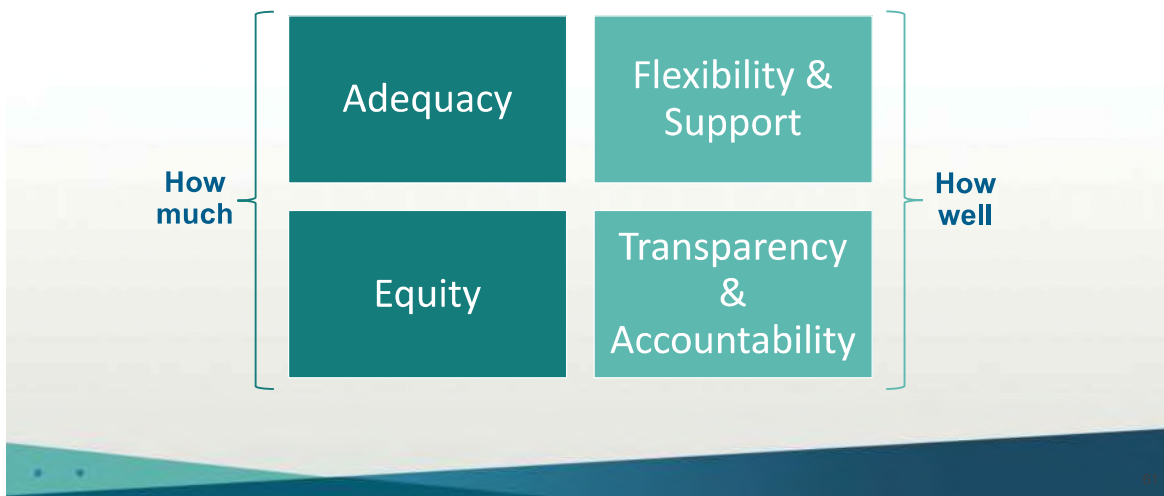 How
much
Adequacy
Flexibility &
Support
Equity
Transparency
&
Accountability
How
well